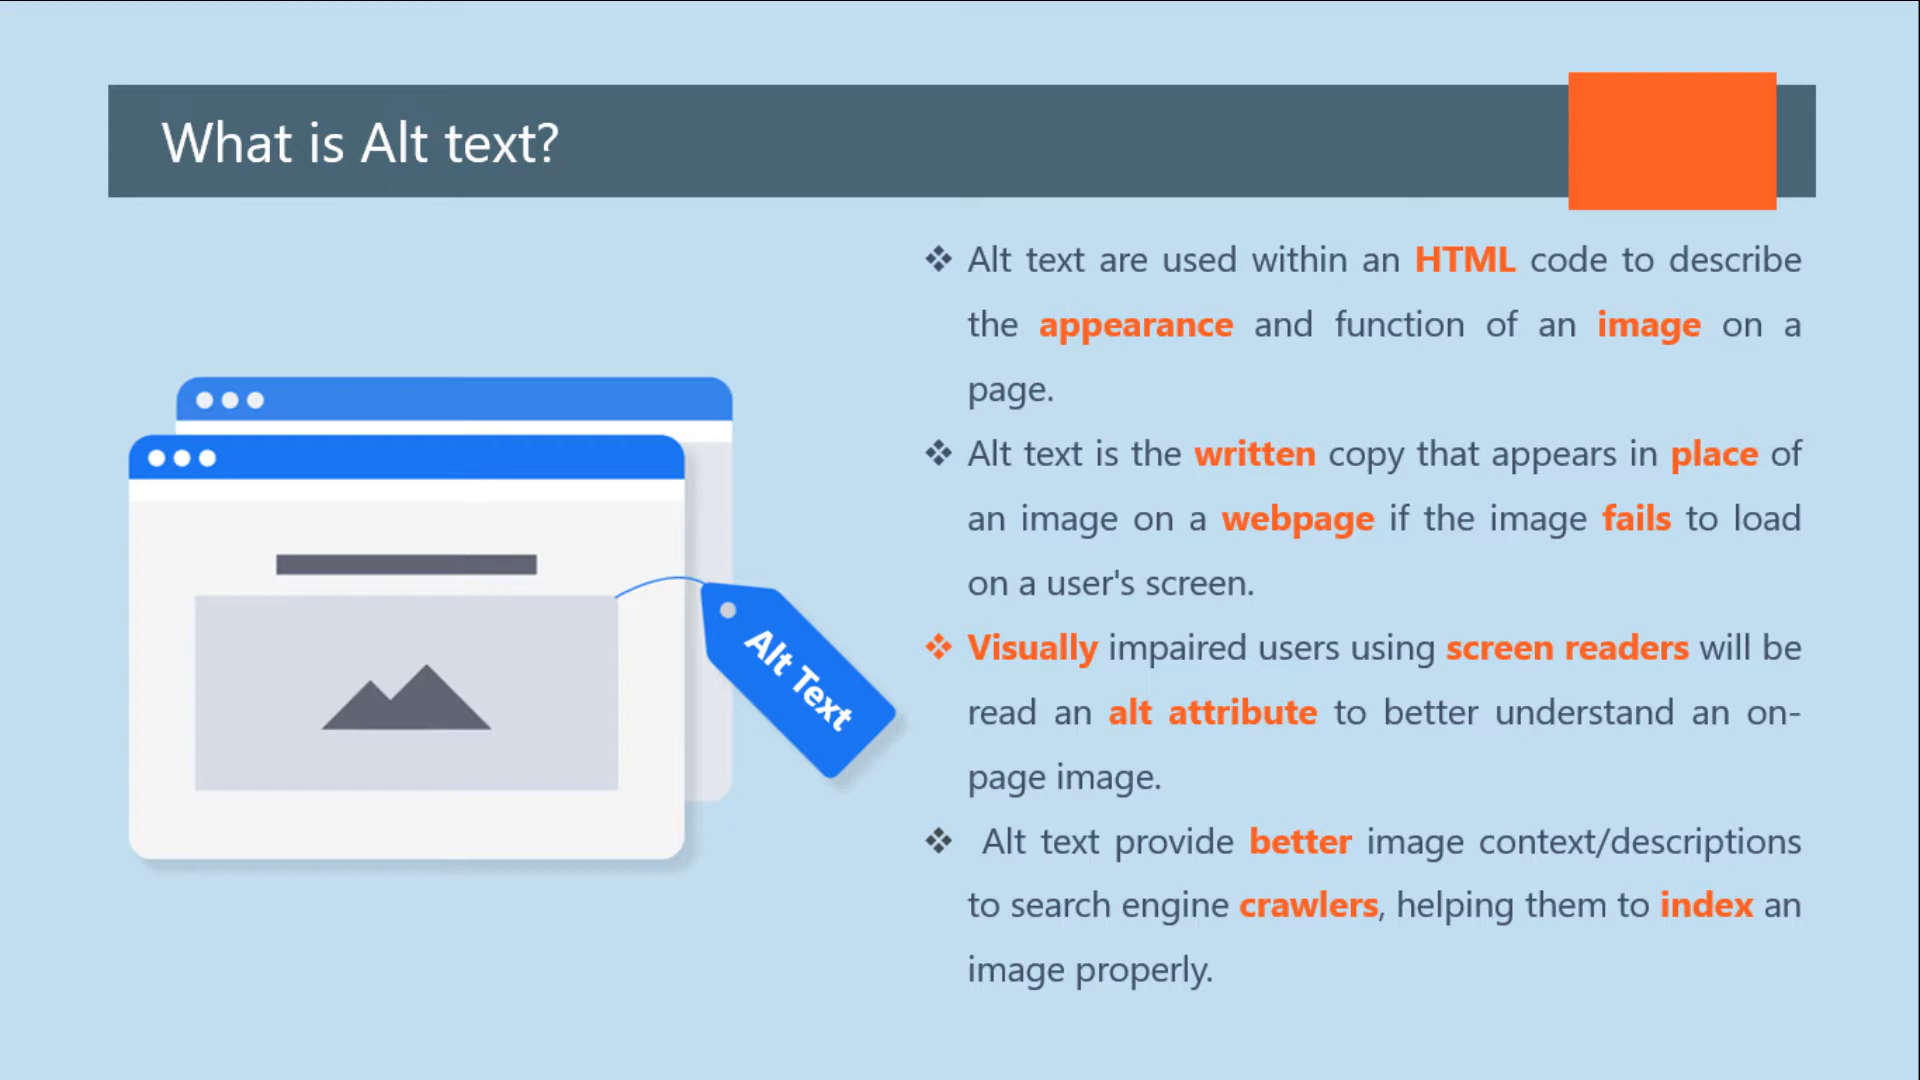 What is Alt text?
Alt Text
❖ Alt text are used within an HTML code to describe
the appearance and function of an image on a
page.
❖ Alt text is the written copy that appears in place of
an image on a webpage if the image fails to load
on a user's screen.
❖ Visually impaired users using screen readers will be
read an alt attribute to better understand an on-
page image.
❖ Alt text provide better image context/descriptions
to search engine crawlers, helping them to index an
image properly.